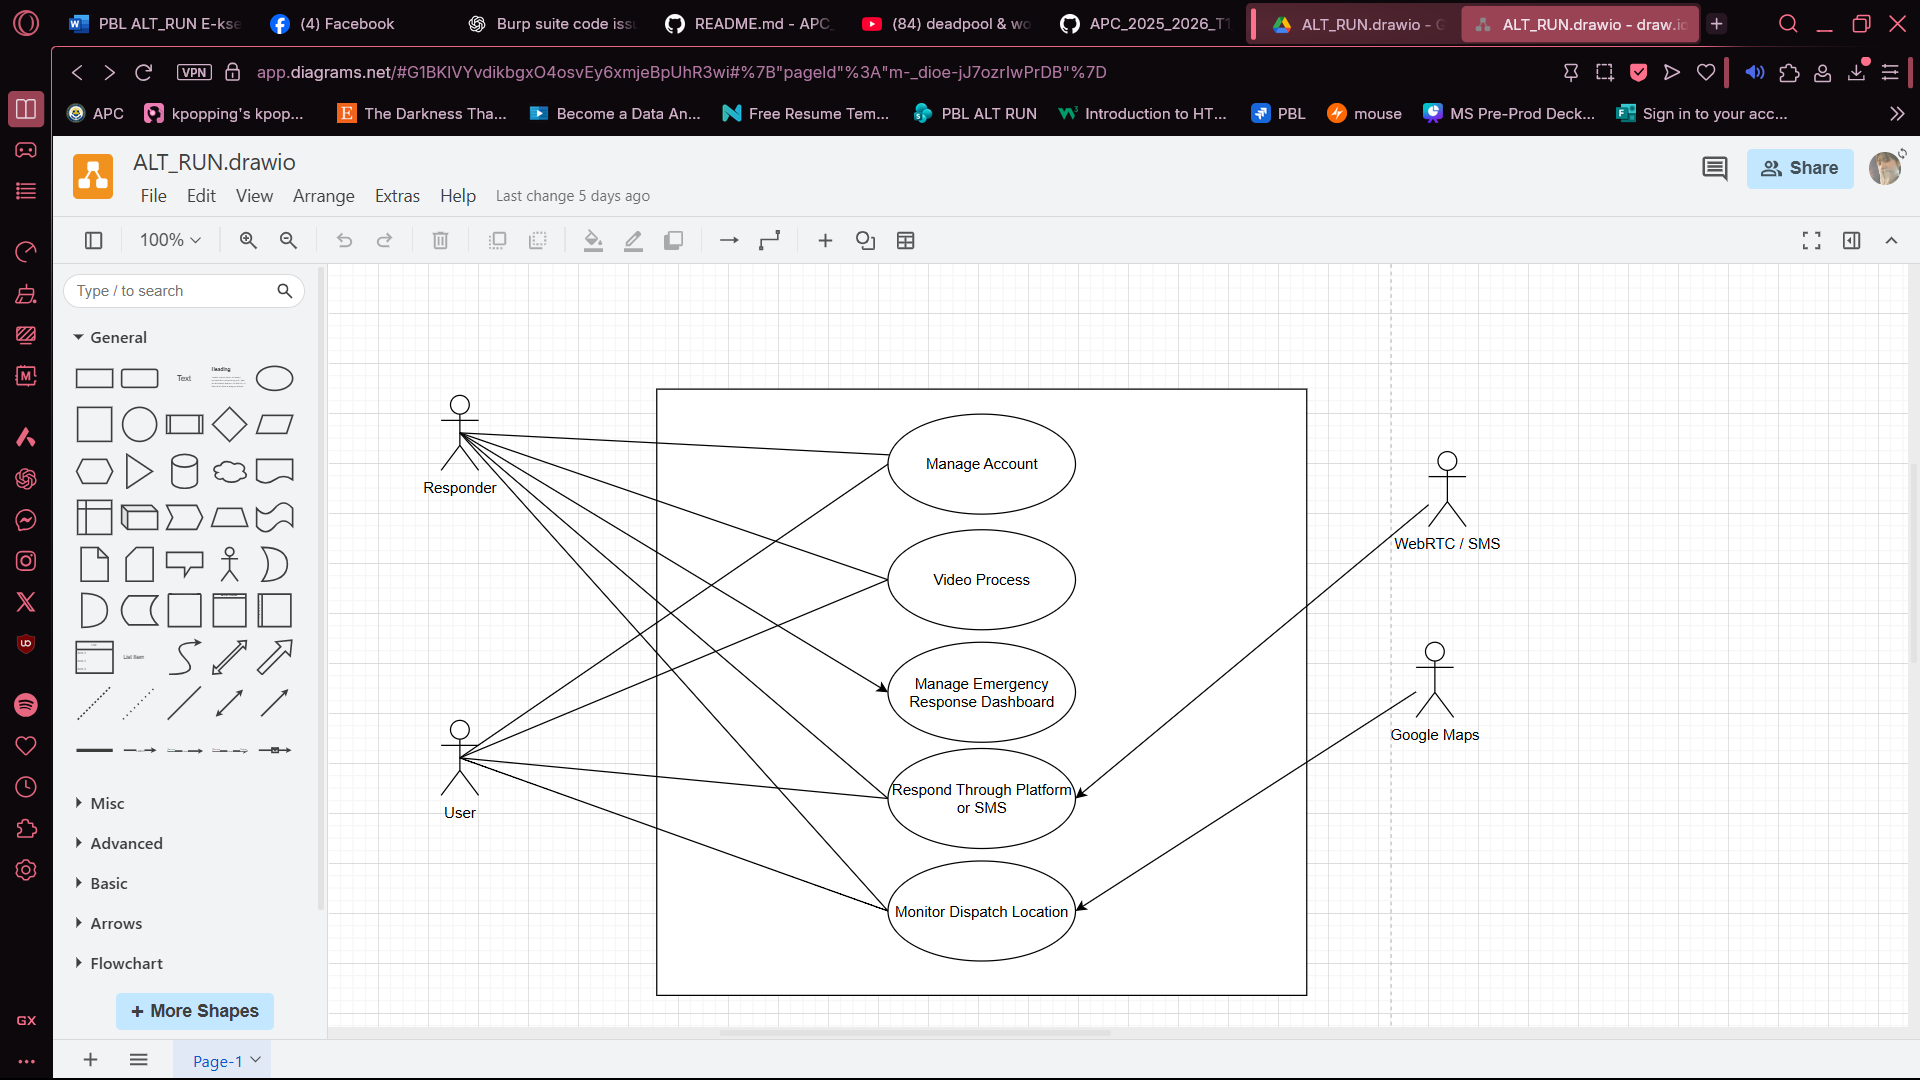 PBL ALT_RUN E-kse
(4) Facebook
Burp suite code issu
README.md - APC_
(84) deadpool & wo
APC_2025_2026_T1
ALT_RUN.drawio - G
ALT_RUN.drawio - draw.io
VPN
app.diagrams.net/#G1BKIVYvdikbgxO4osvEy6xmjeBpUhR3wi#%7B"pageId"%3A"m-_dioe-jJ7ozrIwPrDB"%7D
APC
kpopping's kpop...
The Darkness Tha...
Become a Data An...
Free Resume Tem...
PBL ALT RUN
Introduction to HT...
PBL
mouse
MS Pre-Prod Deck...
Sign in to your acc...
ALT_RUN.drawio
File
Edit
View
Arrange
Extras
Help
Last change 5 days ago
Share
100%
Type / to search
General
Text
Heading
List Item
Misc
Advanced
Basic
Arrows
Flowchart
+ More Shapes
Responder
User
Manage Account
Video Process
Manage Emergency
Response Dashboard
Respond Through Platform
or SMS
Monitor Dispatch Location
WebRTC / SMS
Google Maps
GX
Page-1